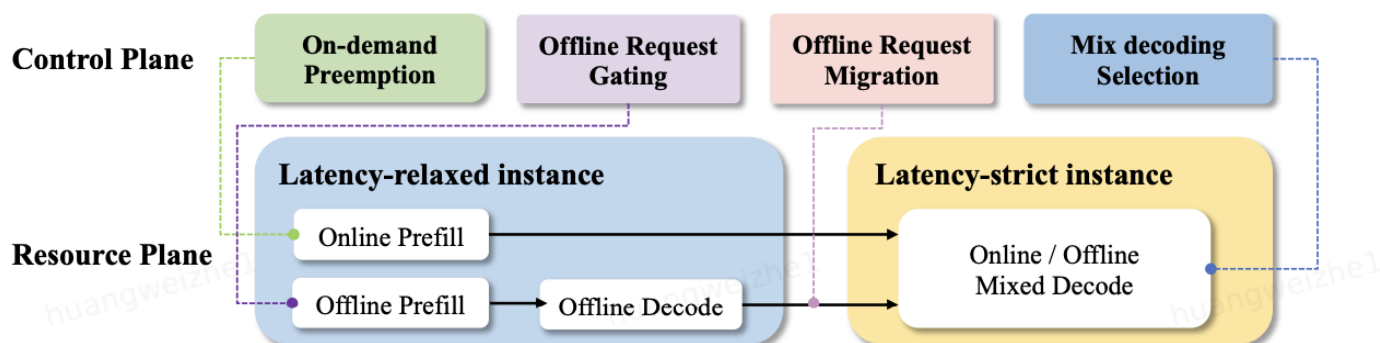 Control Plane
On-demand
Preemption
Offline Request
Gating
Offline Request
Migration
Mix decoding
Selection
Latency-relaxed instance
Latency-strict instance
Resource Plane
Online Prefill
Offline Prefill
Offline Decode
Online / Offline
Mixed Decode
huangweizhe1
huangweizhe1
huangweizhe1